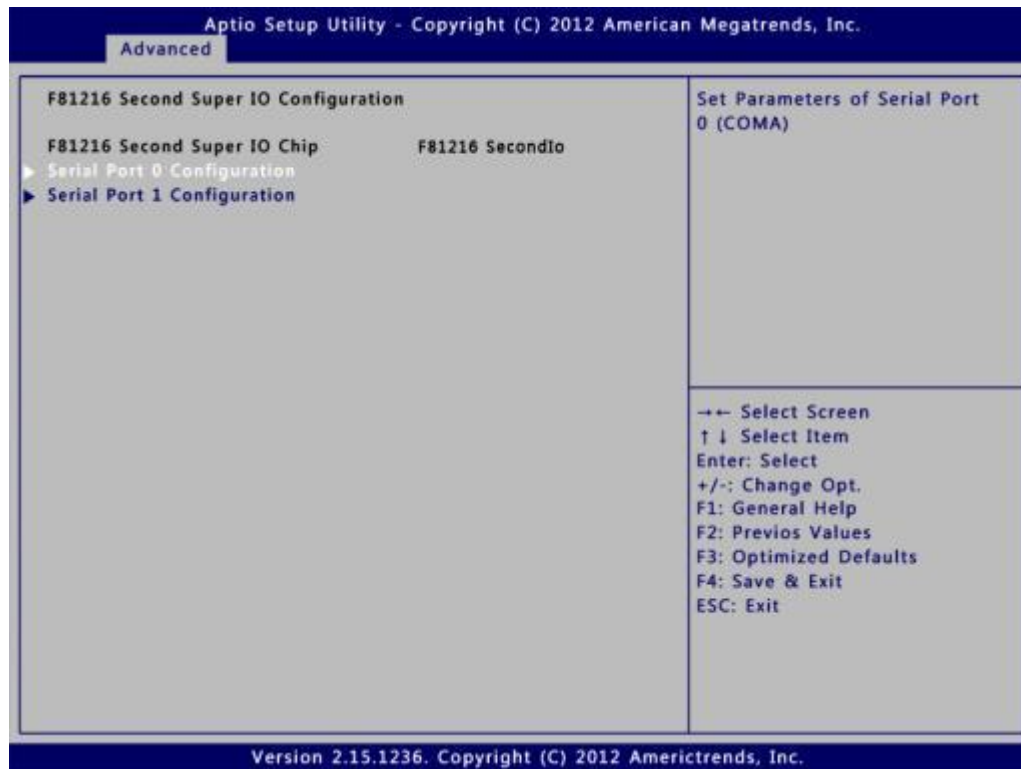 Aptio Setup Utility - Copyright (C) 2012 American Megatrends, Inc.
Advanced
F81216 Second Super IO Configuration
F81216 Second Super IO Chip F81216 SecondIo
Serial Port 0 Configuration
Serial Port 1 Configuration
Set Parameters of Serial Port
0 (COMA)
→← Select Screen
↑↓ Select Item
Enter: Select
+/-: Change Opt.
F1: General Help
F2: Previos Values
F3: Optimized Defaults
F4: Save & Exit
ESC: Exit
Version 2.15.1236. Copyright (C) 2012 Americtrends, Inc.